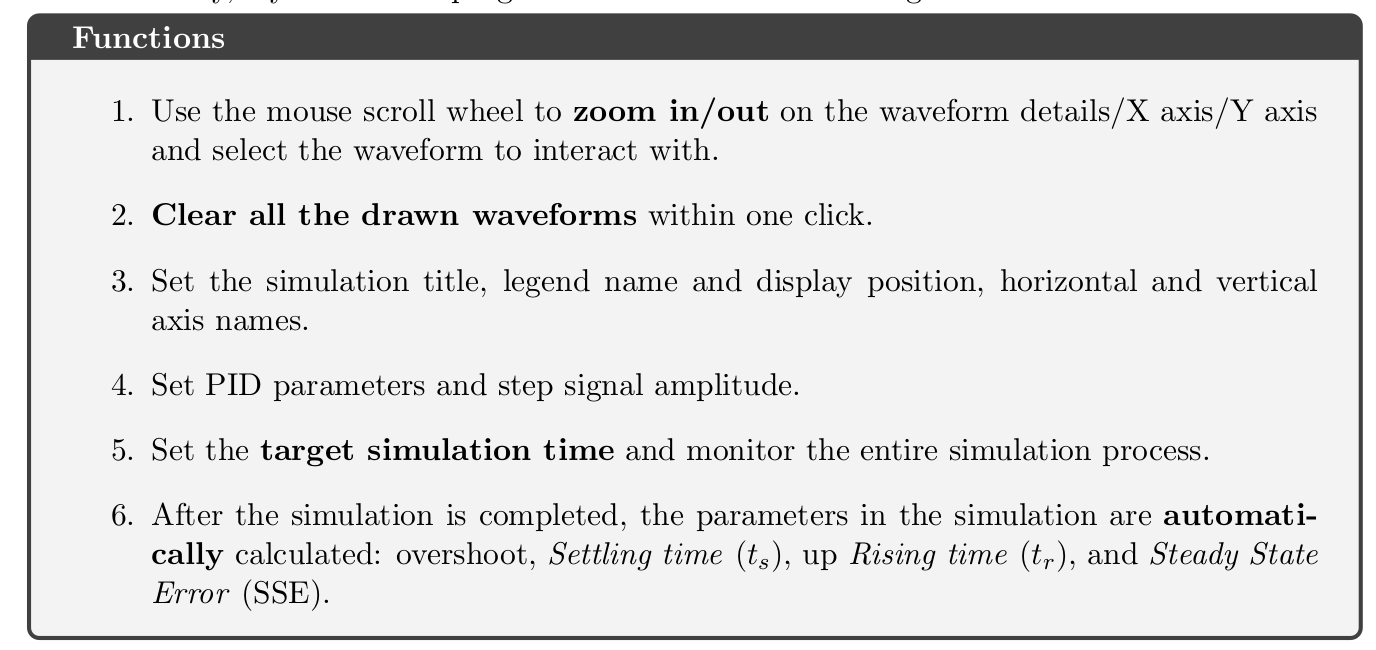 Functions
1. Use the mouse scroll wheel to zoom in/out on the waveform details/X axis/Y axis
and select the waveform to interact with.
2. Clear all the drawn waveforms within one click.
3. Set the simulation title, legend name and display position, horizontal and vertical
axis names.
4. Set PID parameters and step signal amplitude.
5. Set the target simulation time and monitor the entire simulation process.
6. After the simulation is completed, the parameters in the simulation are automati-
cally calculated: overshoot, Settling time (tₛ), up Rising time (tᵣ), and Steady State
Error (SSE).